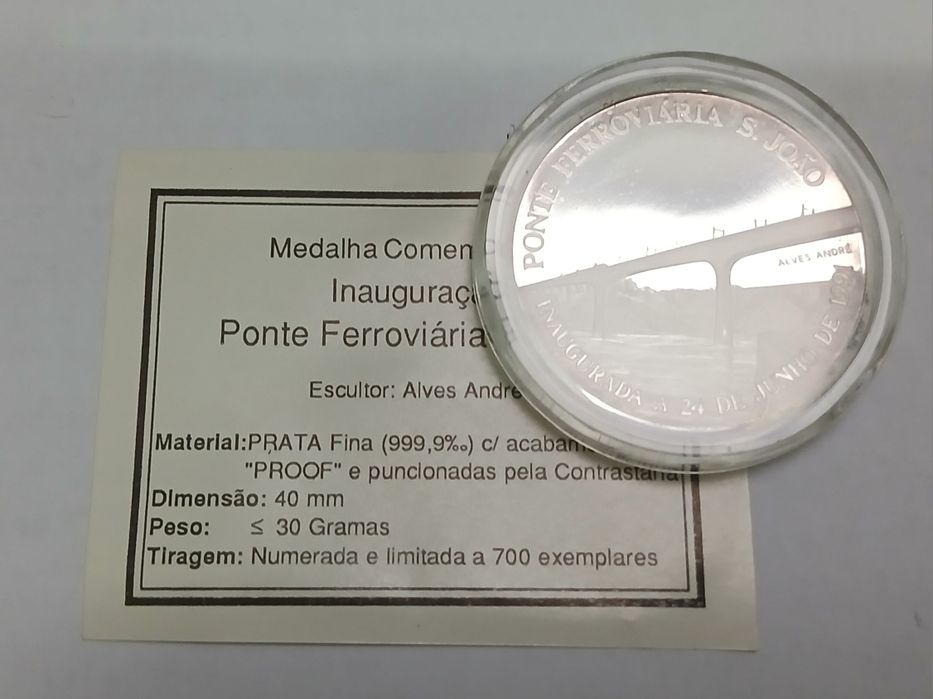 Medalha Comem
Inauguraç
Ponte Ferroviária
Escultor: Alves Andre
Material:PRATA Fina (999,9‰) c/ acabam
"PROOF" e puncionadas pela Contrastaria
Dimensão: 40 mm
Peso: ≤ 30 Gramas
Tiragem: Numerada e limitada a 700 exemplares
PONTE FERROVIÁRIA S. JOÃO
ALVES ANDRÉ
INAUGURADA A 24 DE JUNHO DE 1991